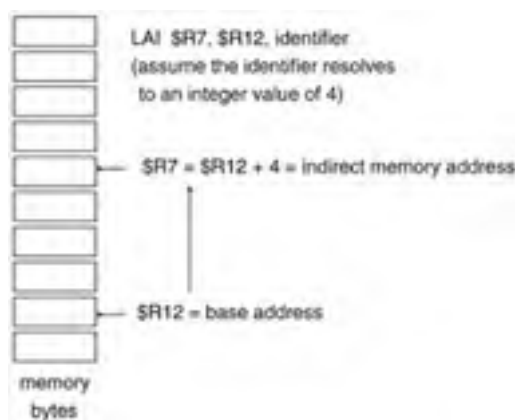 LAI $R7, $R12, identifier
(assume the identifier resolves
to an integer value of 4)
$R7 = $R12 + 4 = indirect memory address
$R12 = base address
memory
bytes